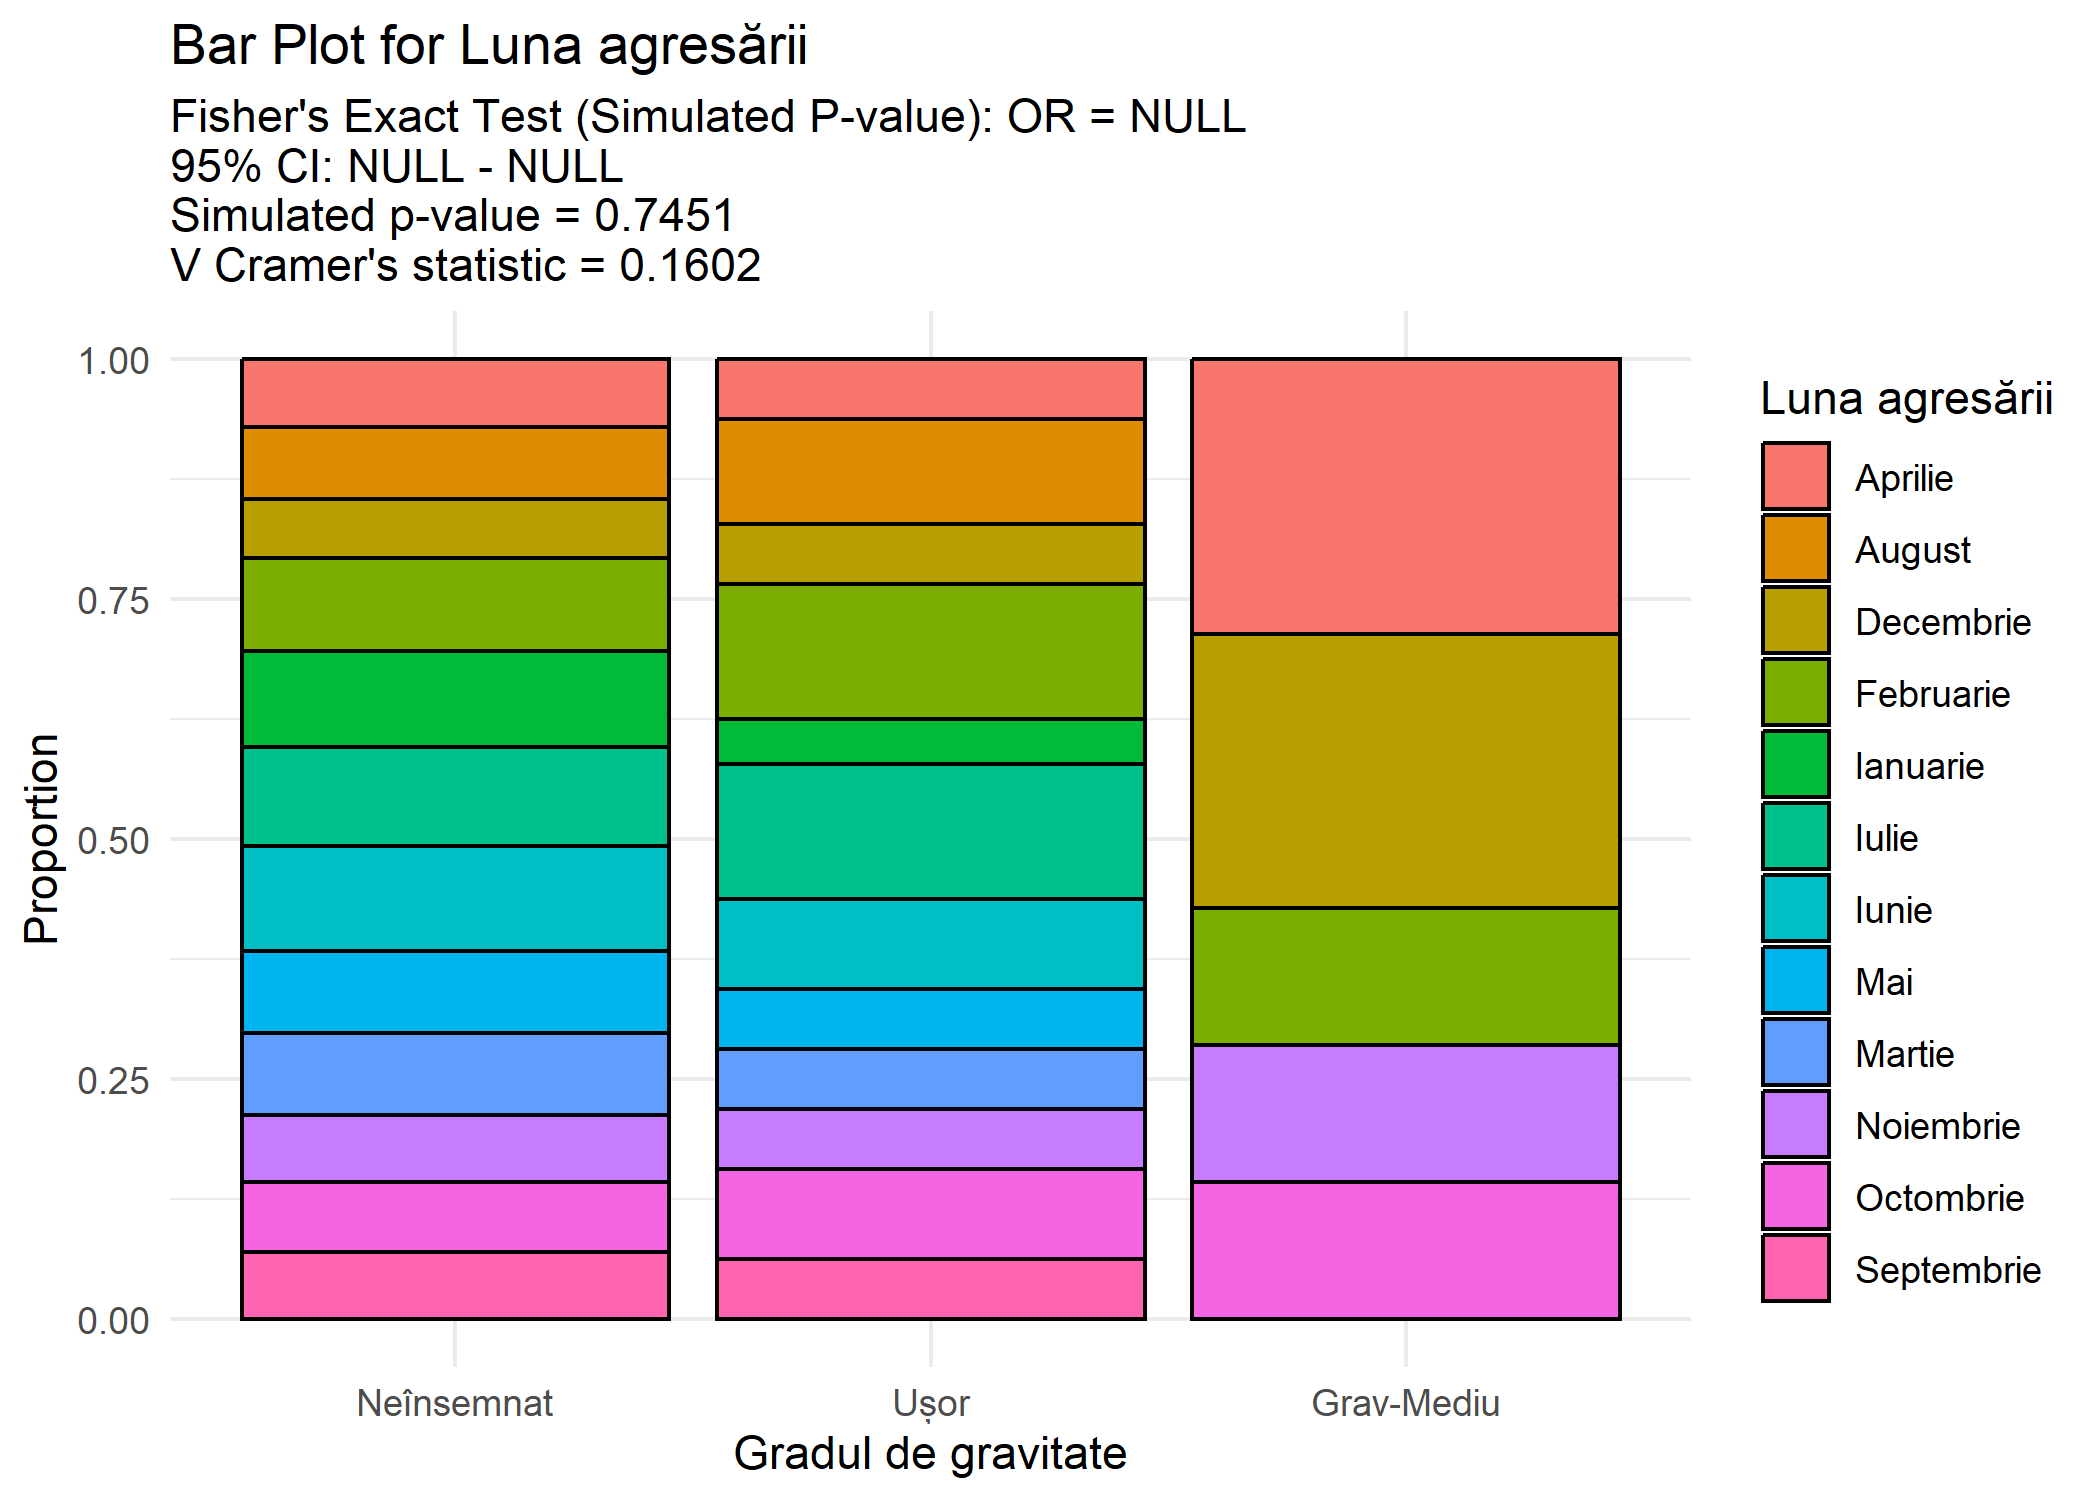 Bar Plot for Luna agresării
Fisher's Exact Test (Simulated P-value): OR = NULL
95% CI: NULL - NULL
Simulated p-value = 0.7451
V Cramer's statistic = 0.1602
1.00
0.75
0.50
0.25
0.00
Proportion
Neînsemnat
Ușor
Grav-Mediu
Gradul de gravitate
Luna agresării
Aprilie
August
Decembrie
Februarie
Ianuarie
Iulie
Iunie
Mai
Martie
Noiembrie
Octombrie
Septembrie